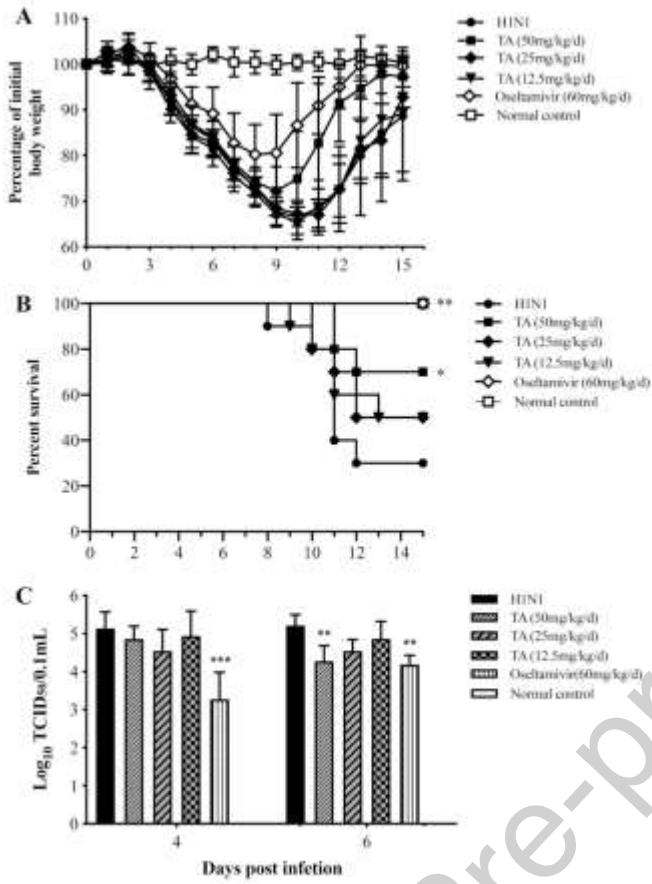 A
Percentage of initial
body weight
110
100
90
80
70
60
0 3 6 9 12 15
H1N1
TA (50mg/kg/d)
TA (25mg/kg/d)
TA (12.5mg/kg/d)
Oseltamivir (60mg/kg/d)
Normal control
B
Percent survival
100
80
60
40
20
0
0 2 4 6 8 10 12 14
**
*
H1N1
TA (50mg/kg/d)
TA (25mg/kg/d)
TA (12.5mg/kg/d)
Oseltamivir (60mg/kg/d)
Normal control
C
Log10 TCID50/0.1mL
7
6
5
4
3
2
1
0
*** ** **
4 6
Days post infetion
H1N1
TA (50mg/kg/d)
TA (25mg/kg/d)
TA (12.5mg/kg/d)
Oseltamivir(60mg/kg/d)
Normal control